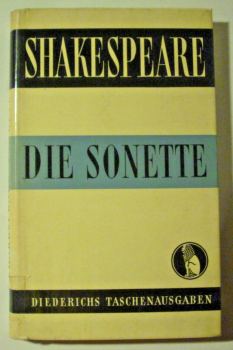 SHAKESPEARE
DIE SONETTE
DIEDERICHS TASCHENAUSGABEN